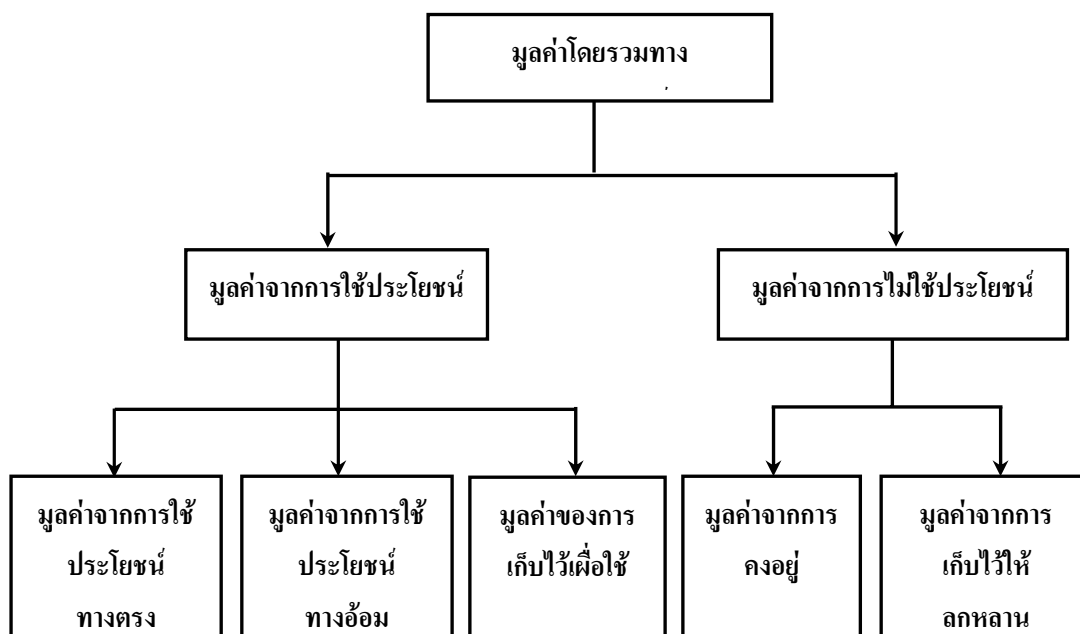 มูลค่าโดยรวมทาง
มูลค่าจากการใช้ประโยชน์
มูลค่าจากการไม่ใช้ประโยชน์
มูลค่าจากการใช้
ประโยชน์
ทางตรง
มูลค่าจากการใช้
ประโยชน์
ทางอ้อม
มูลค่าของการ
เก็บไว้เผื่อใช้
มูลค่าจากการ
คงอยู่
มูลค่าจากการ
เก็บไว้ให้
ลูกหลาน